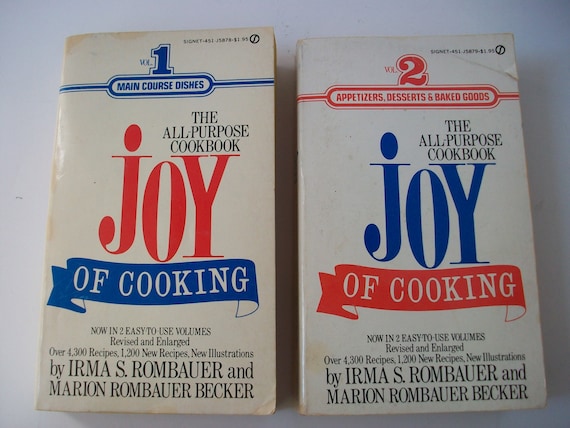 SIGNET•451-J5878•$1.95
VOL. 1
MAIN COURSE DISHES
THE
ALL-PURPOSE
COOKBOOK
JOY
OF COOKING
NOW IN 2 EASY-TO-USE VOLUMES
Revised and Enlarged
Over 4,300 Recipes, 1,200 New Recipes, New Illustrations
by IRMA S. ROMBAUER and
MARION ROMBAUER BECKER
SIGNET•451-J5879•$1.95
VOL. 2
APPETIZERS, DESSERTS & BAKED GOODS
THE
ALL-PURPOSE
COOKBOOK
JOY
OF COOKING
NOW IN 2 EASY-TO-USE VOLUMES
Revised and Enlarged
Over 4,300 Recipes, 1,200 New Recipes, New Illustrations
by IRMA S. ROMBAUER and
MARION ROMBAUER BECKER